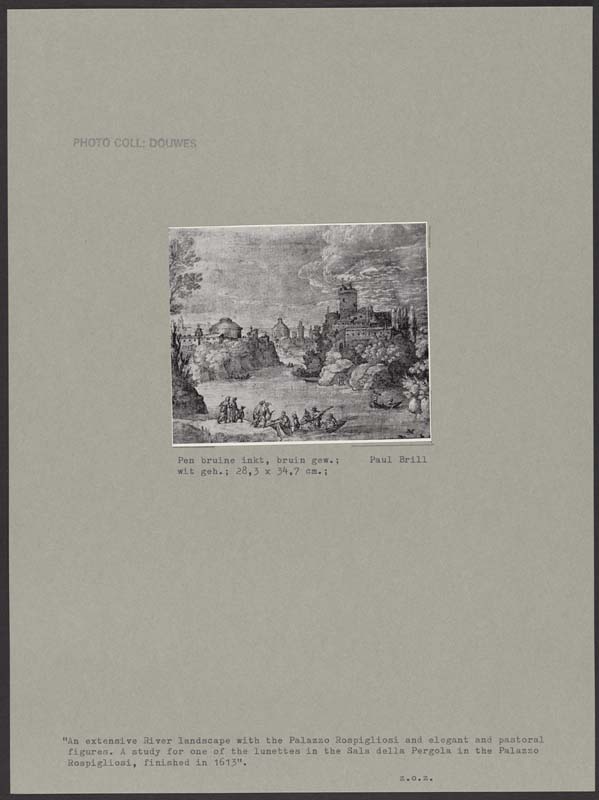 PHOTO COLL: DOUWES
Pen bruine inkt, bruin gew.; Paul Brill
wit geh.; 28,3 x 34,7 cm.;
"An extensive River landscape with the Palazzo Rospigliosi and elegant and pastoral
figures. A study for one of the lunettes in the Sala della Pergola in the Palazzo
Rospigliosi, finished in 1613".
z.o.z.